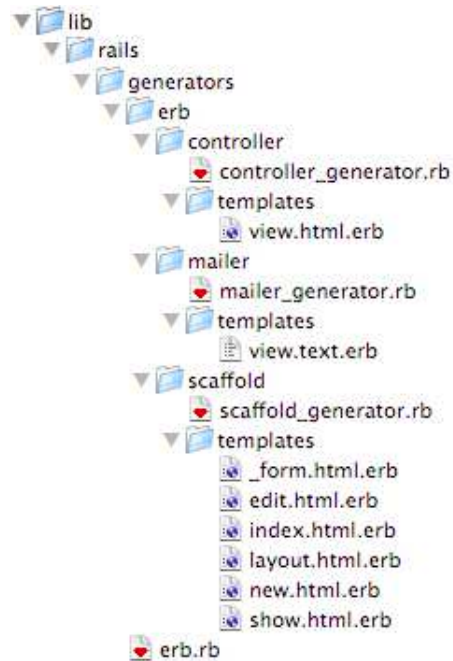 lib
rails
generators
erb
controller
controller_generator.rb
templates
view.html.erb
mailer
mailer_generator.rb
templates
view.text.erb
scaffold
scaffold_generator.rb
templates
_form.html.erb
edit.html.erb
index.html.erb
layout.html.erb
new.html.erb
show.html.erb
erb.rb